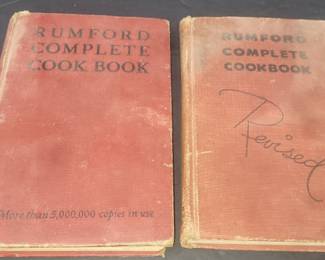 RUMFORD
COMPLETE
COOK BOOK
More than 5,000,000 copies in use
RUMFORD
COMPLETE
COOKBOOK
Revised